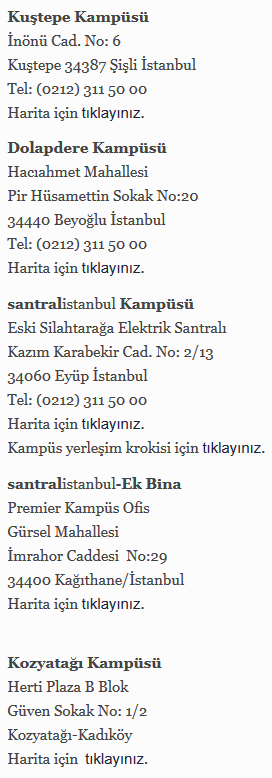 Kuştepe Kampüsü
İnönü Cad. No: 6
Kuştepe 34387 Şişli İstanbul
Tel: (0212) 311 50 00
Harita için tıklayınız.
Dolapdere Kampüsü
Hacıahmet Mahallesi
Pir Hüsamettin Sokak No:20
34440 Beyoğlu İstanbul
Tel: (0212) 311 50 00
Harita için tıklayınız.
santralistanbul Kampüsü
Eski Silahtarağa Elektrik Santralı
Kazım Karabekir Cad. No: 2/13
34060 Eyüp İstanbul
Tel: (0212) 311 50 00
Harita için tıklayınız.
Kampüs yerleşim krokisi için tıklayınız.
santralistanbul-Ek Bina
Premier Kampüs Ofis
Gürsel Mahallesi
İmrahor Caddesi  No:29
34400 Kağıthane/İstanbul
Harita için tıklayınız.
Kozyatağı Kampüsü
Herti Plaza B Blok
Güven Sokak No: 1/2
Kozyatağı-Kadıköy
Harita için  tıklayınız.